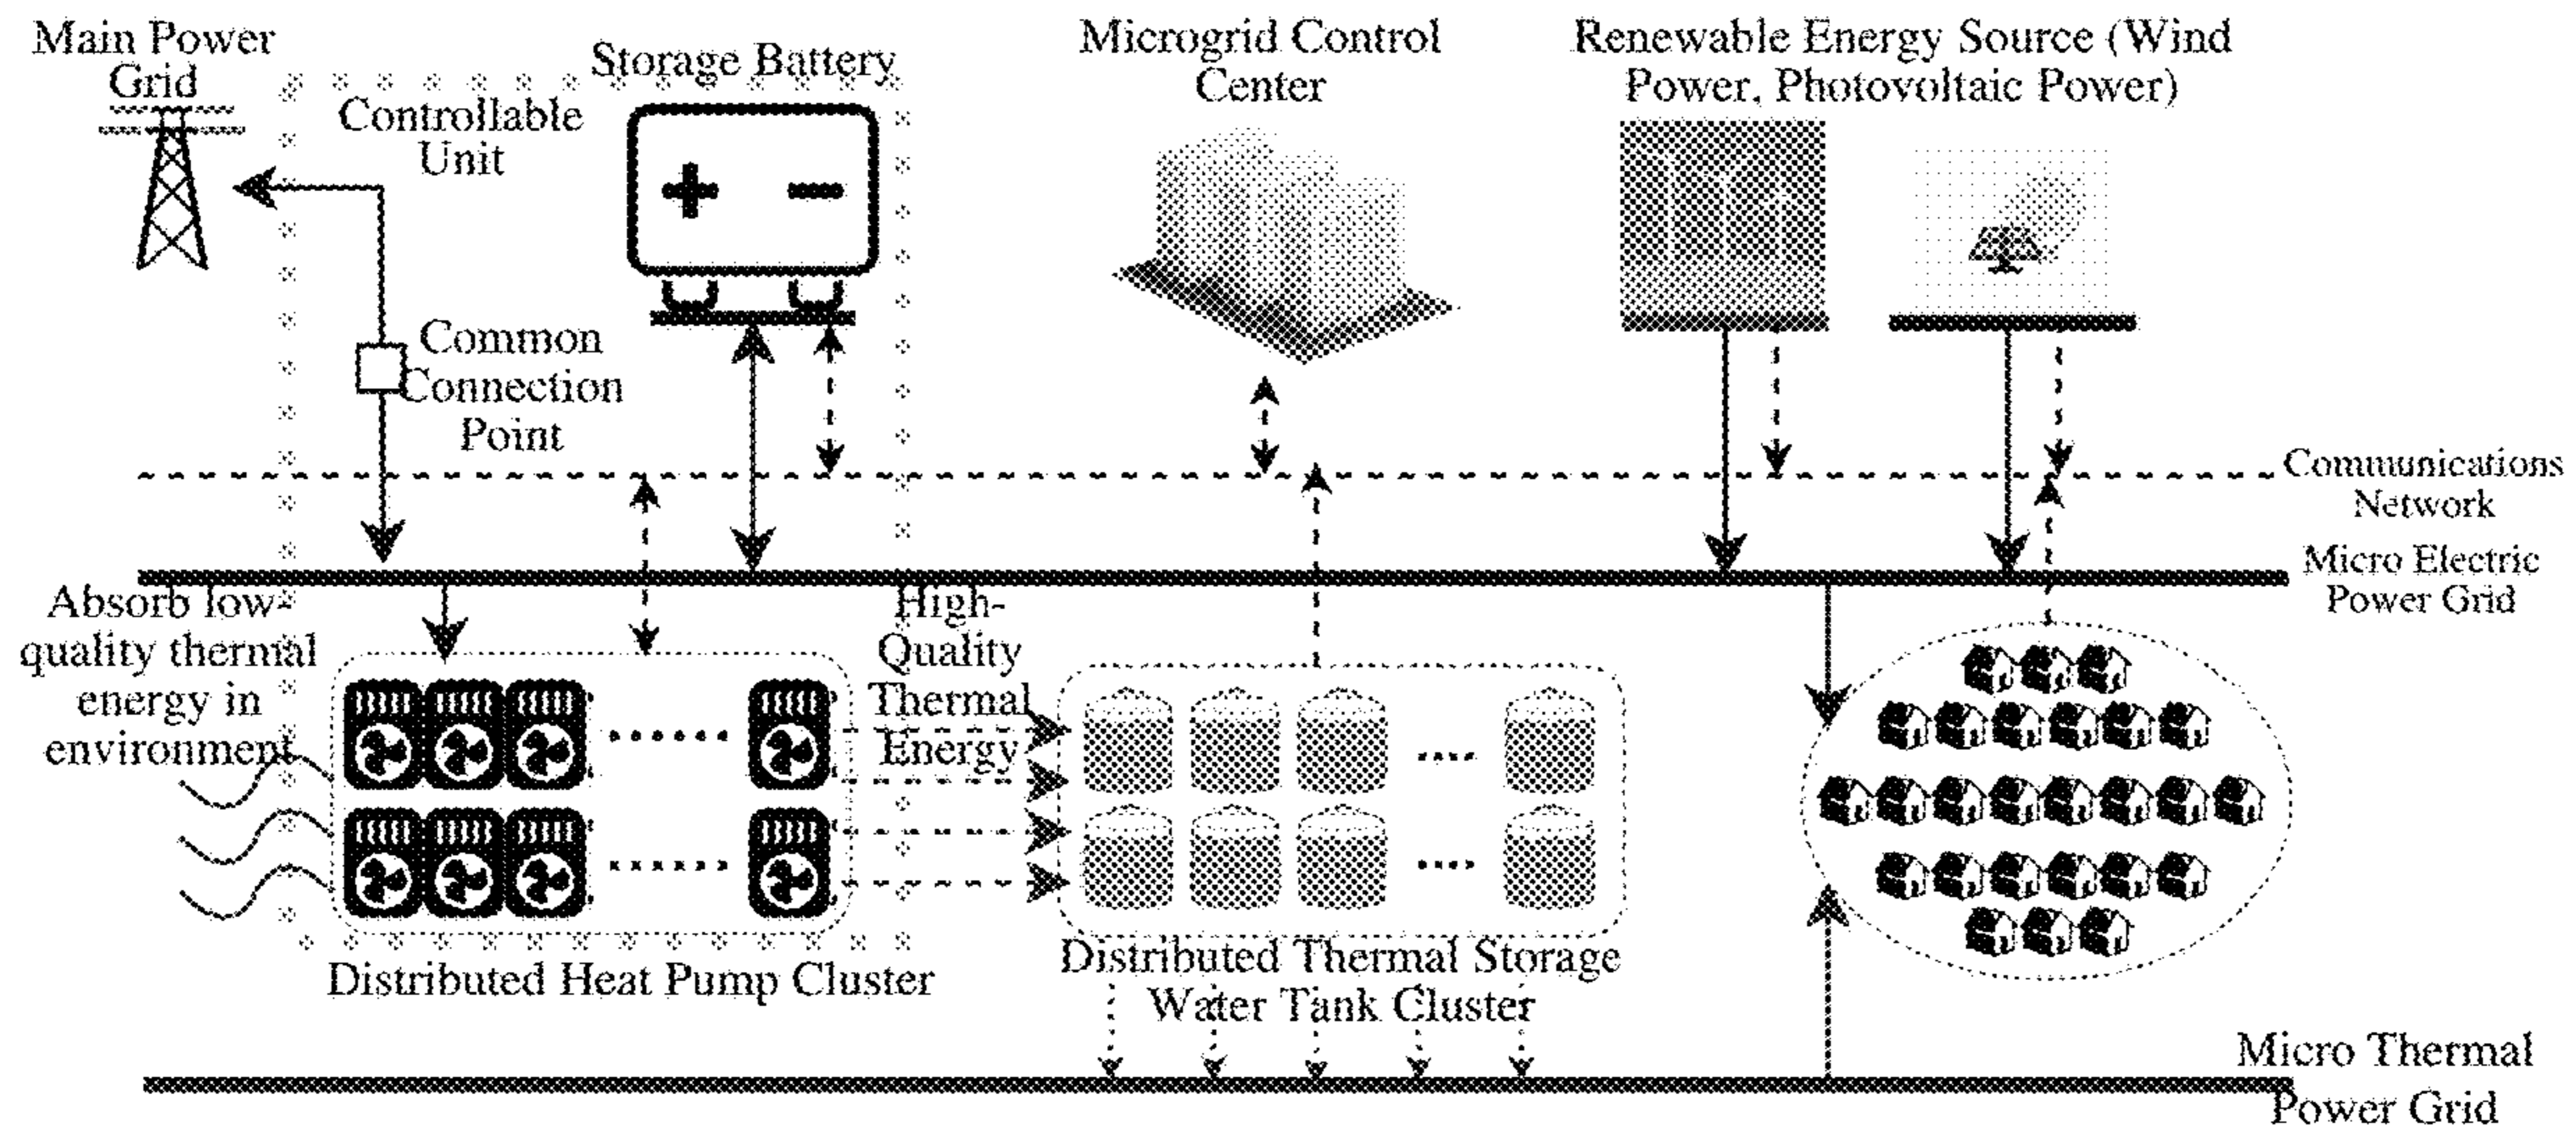 Main Power
Grid
Storage Battery
Controllable
Unit
Microgrid Control
Center
Renewable Energy Source (Wind
Power, Photovoltaic Power)
Common
Connection
Point
Communications
Network
Micro Electric
Power Grid
Absorb low-
quality thermal
energy in
environment
High-
Quality
Thermal
Energy
Distributed Heat Pump Cluster
Distributed Thermal Storage
Water Tank Cluster
Micro Thermal
Power Grid